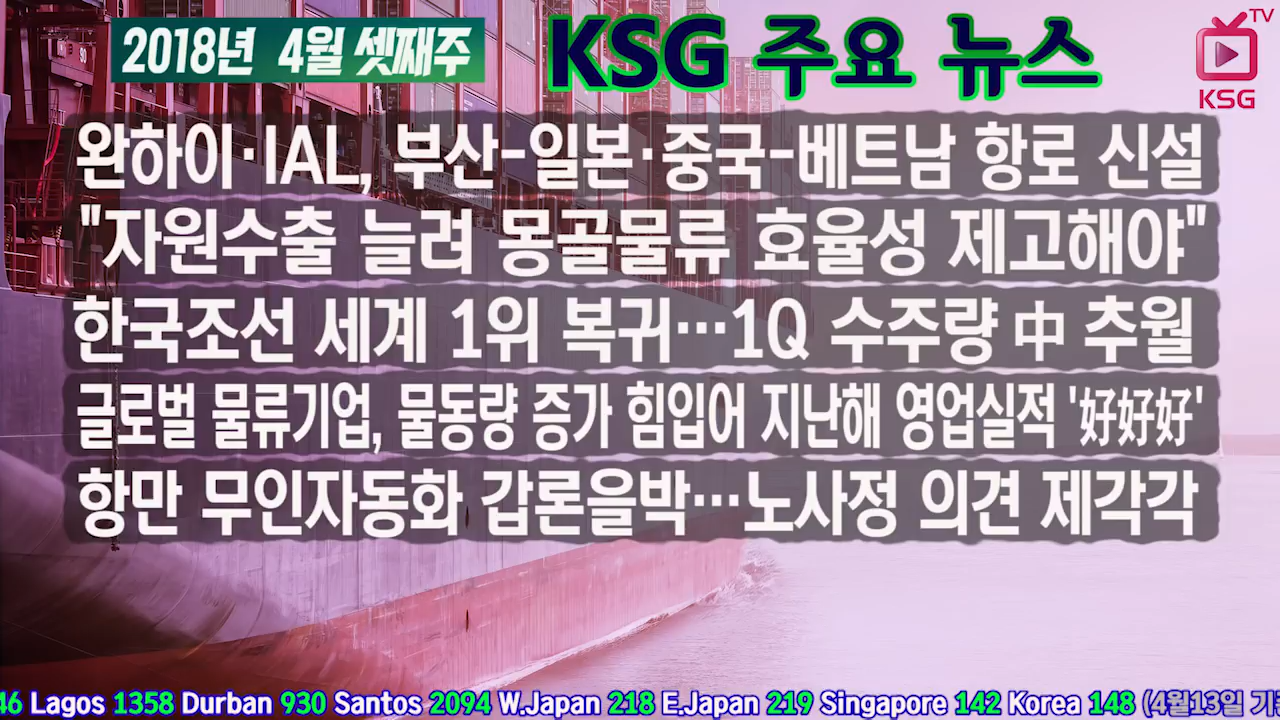 2018년 4월 셋째주
KSG 주요 뉴스
TV
KSG
완하이·IAL, 부산-일본·중국-베트남 항로 신설
"자원수출 늘려 몽골물류 효율성 제고해야"
한국조선 세계 1위 복귀…1Q 수주량 中 추월
글로벌 물류기업, 물동량 증가 힘입어 지난해 영업실적 '好好好'
항만 무인자동화 갑론을박…노사정 의견 제각각
46 Lagos 1358 Durban 930 Santos 2094 W.Japan 218 E.Japan 219 Singapore 142 Korea 148 (4월13일